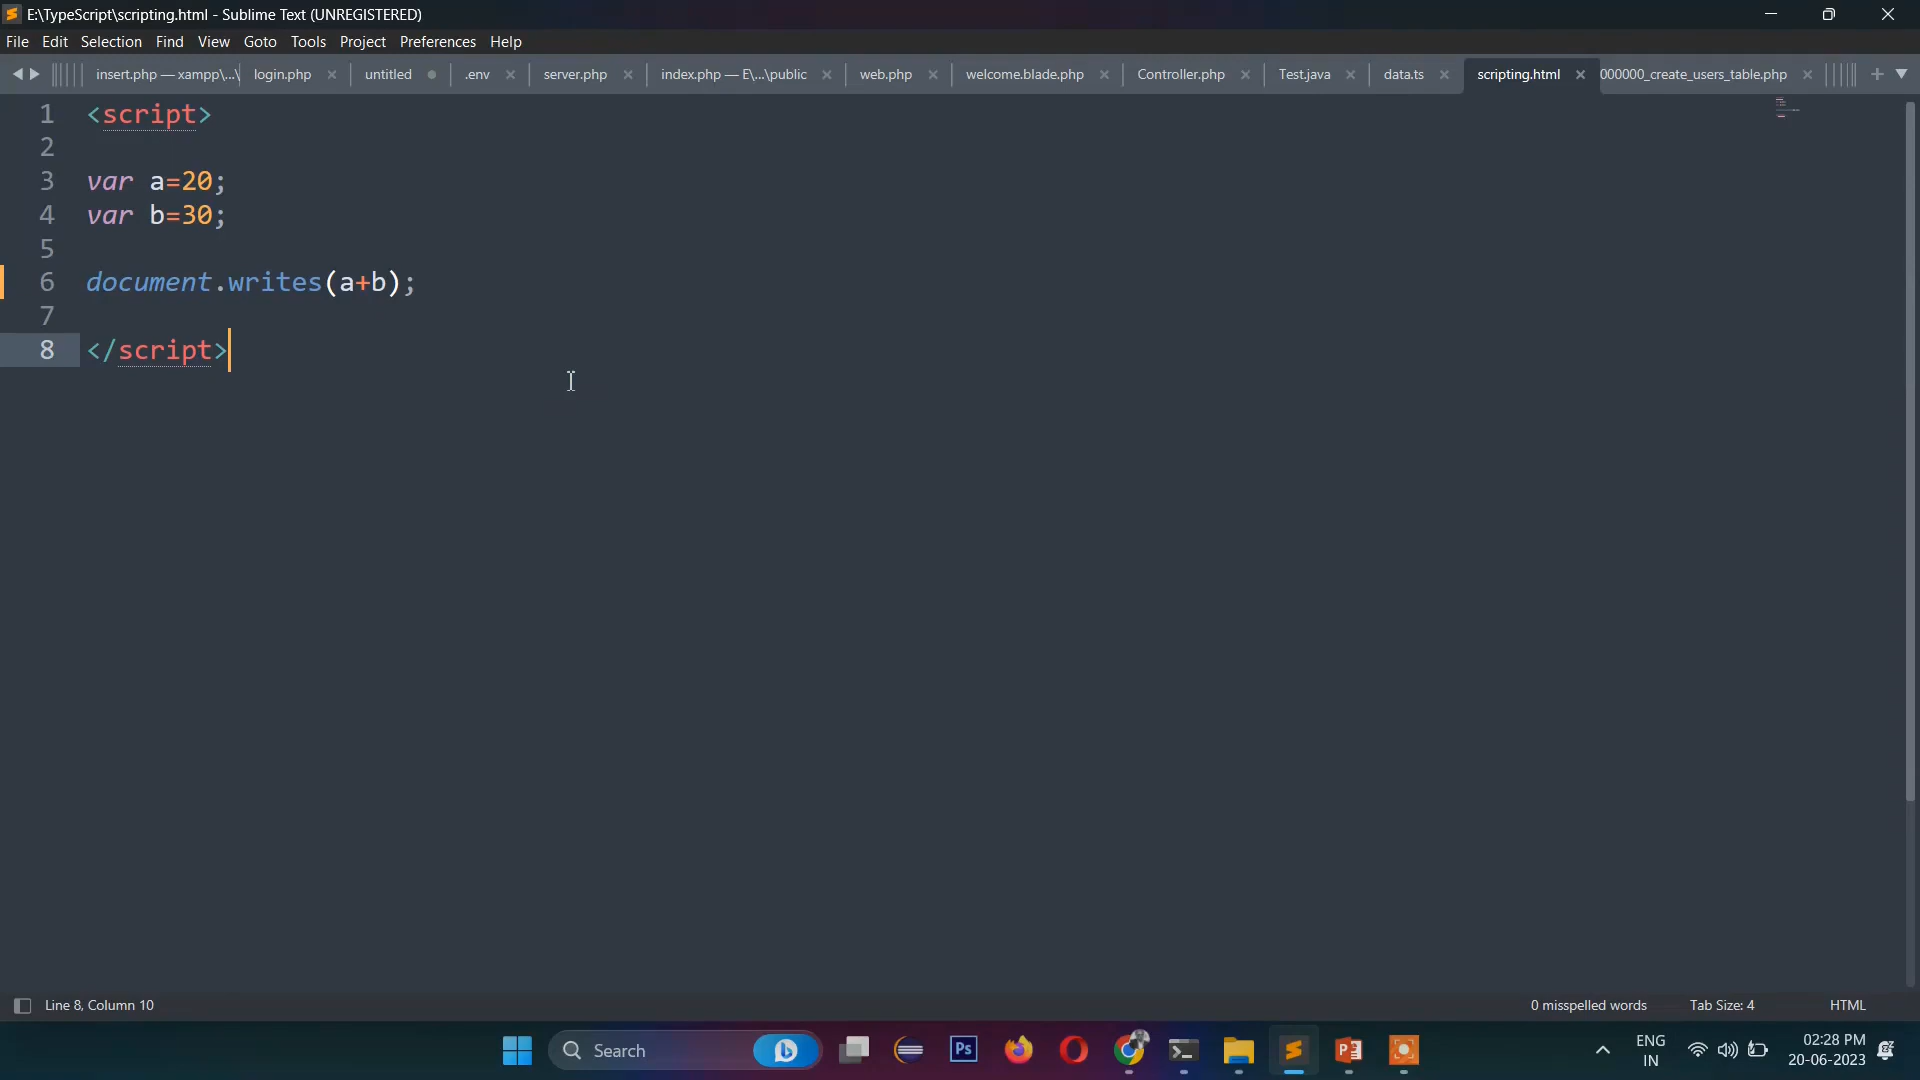 E:\TypeScript\scripting.html - Sublime Text (UNREGISTERED)
File Edit Selection Find View Goto Tools Project Preferences Help
insert.php — xampp\...\ login.php untitled .env server.php index.php — E\...\public web.php welcome.blade.php Controller.php Test.java data.ts scripting.html 000000_create_users_table.php
1 <script>
2
3 var a=20;
4 var b=30;
5
6 document.writes(a+b);
7
8 </script>
Line 8, Column 10 0 misspelled words Tab Size: 4 HTML
Search Ps ENG 02:28 PM
IN 20-06-2023